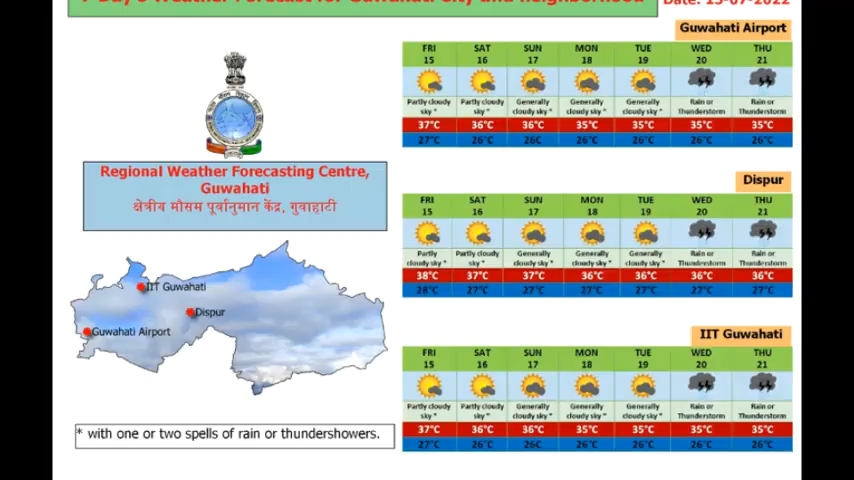 7 Day's Weather Forecast for Guwahati City and neighborhood
Date: 15-07-2022
Regional Weather Forecasting Centre,
Guwahati
क्षेत्रीय मौसम पूर्वानुमान केंद्र, गुवाहाटी
IIT Guwahati
Dispur
Guwahati Airport
* with one or two spells of rain or thundershowers.
Guwahati Airport
FRI SAT SUN MON TUE WED THU
15 16 17 18 19 20 21
Partly cloudy Partly cloudy Generally Generally Generally Rain or Rain or
sky * sky * cloudy sky * cloudy sky * cloudy sky * Thunderstorm Thunderstorm
37°C 36°C 36°C 35°C 35°C 35°C 35°C
27°C 26°C 26C 26°C 26°C 26°C 26°C
Dispur
FRI SAT SUN MON TUE WED THU
15 16 17 18 19 20 21
Partly Partly cloudy Generally Generally Generally Rain or Rain or
cloudy sky * sky * cloudy sky * cloudy sky * cloudy sky * Thunderstorm Thunderstorm
38°C 37°C 37°C 36°C 36°C 36°C 36°C
28°C 27°C 27°C 27°C 27°C 27°C 27°C
IIT Guwahati
FRI SAT SUN MON TUE WED THU
15 16 17 18 19 20 21
Partly cloudy Partly cloudy Generally Generally Generally Rain or Rain or
sky * sky * cloudy sky * cloudy sky * cloudy sky * Thunderstorm Thunderstorm
37°C 36°C 36°C 35°C 35°C 35°C 35°C
27°C 26°C 26C 26°C 26°C 26°C 26°C